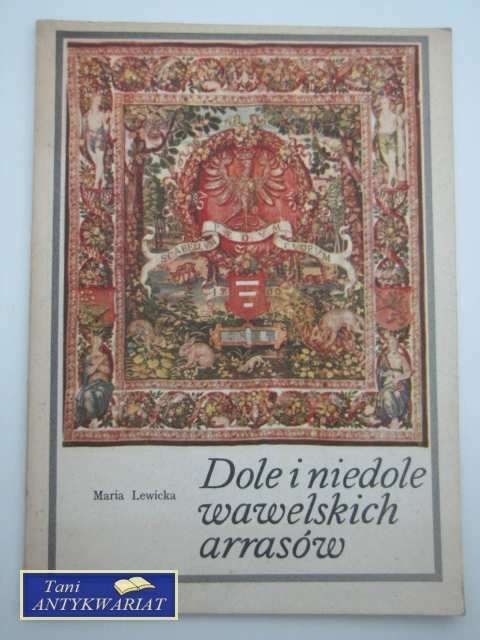 Dole i niedole
Maria Lewicka
wawelskich
arrasów
Tani
ANTYKWARIAT